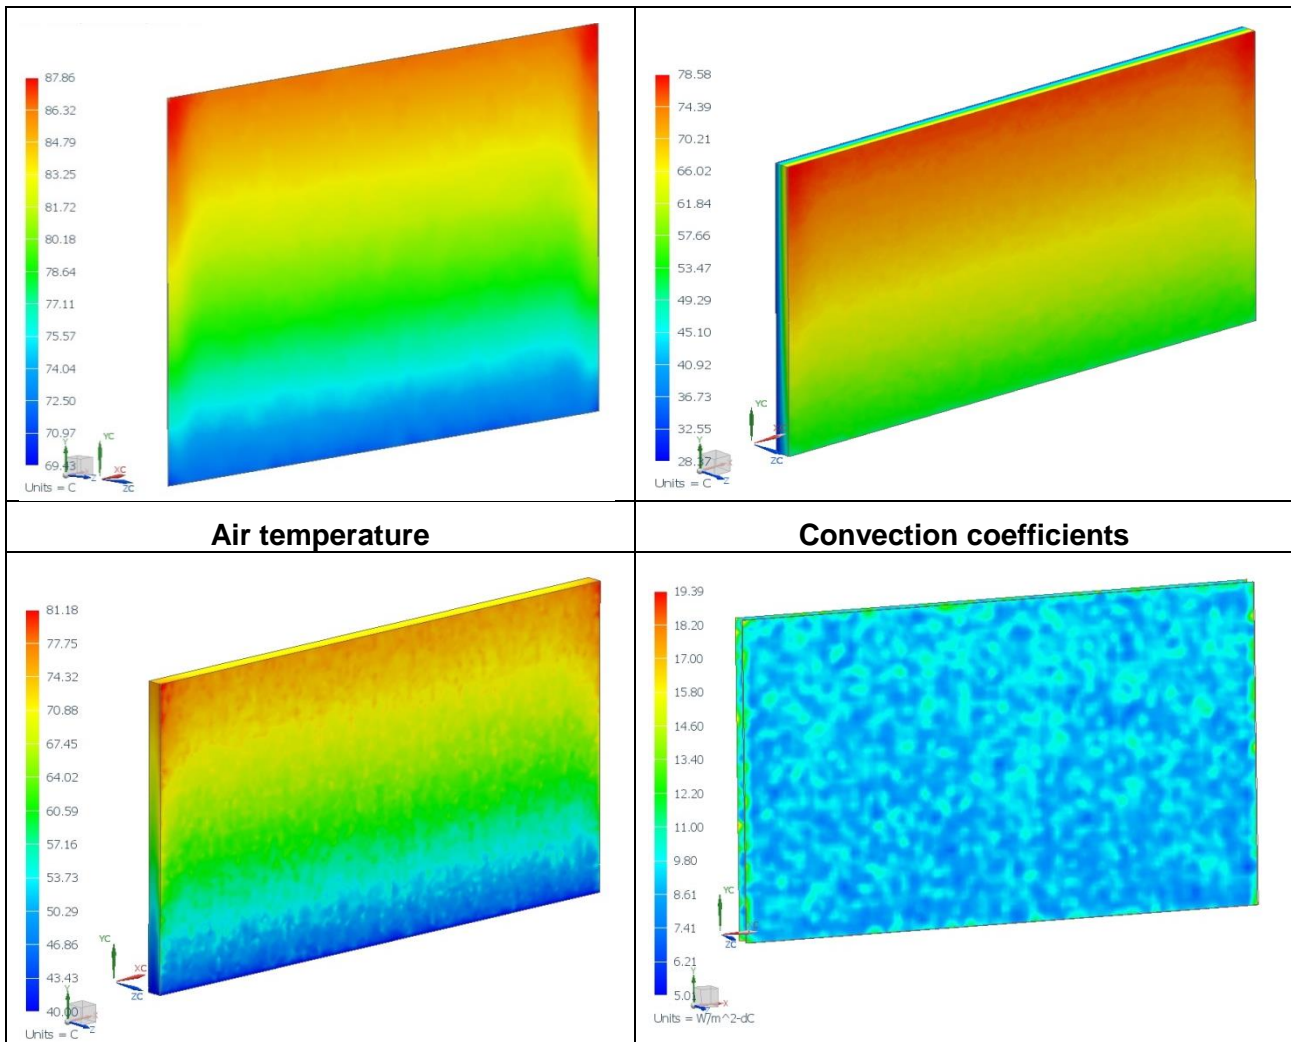 87.86
86.32
84.79
83.25
81.72
80.18
78.64
77.11
75.57
74.04
72.50
70.97
69.43
Units = C
YC
XC
ZC
Y
Z
78.58
74.39
70.21
66.02
61.84
57.66
53.47
49.29
45.10
40.92
36.73
32.55
28.37
Units = C
YC
ZC
Y
Z
Air temperature
Convection coefficients
81.18
77.75
74.32
70.88
67.45
64.02
60.59
57.16
53.73
50.29
46.86
43.43
40.00
Units = C
YC
XC
ZC
Y
Z
19.39
18.20
17.00
15.80
14.60
13.40
12.20
11.00
9.80
8.61
7.41
6.21
5.01
Units = W/m^2-dC
YC
ZC
Y
X
Z